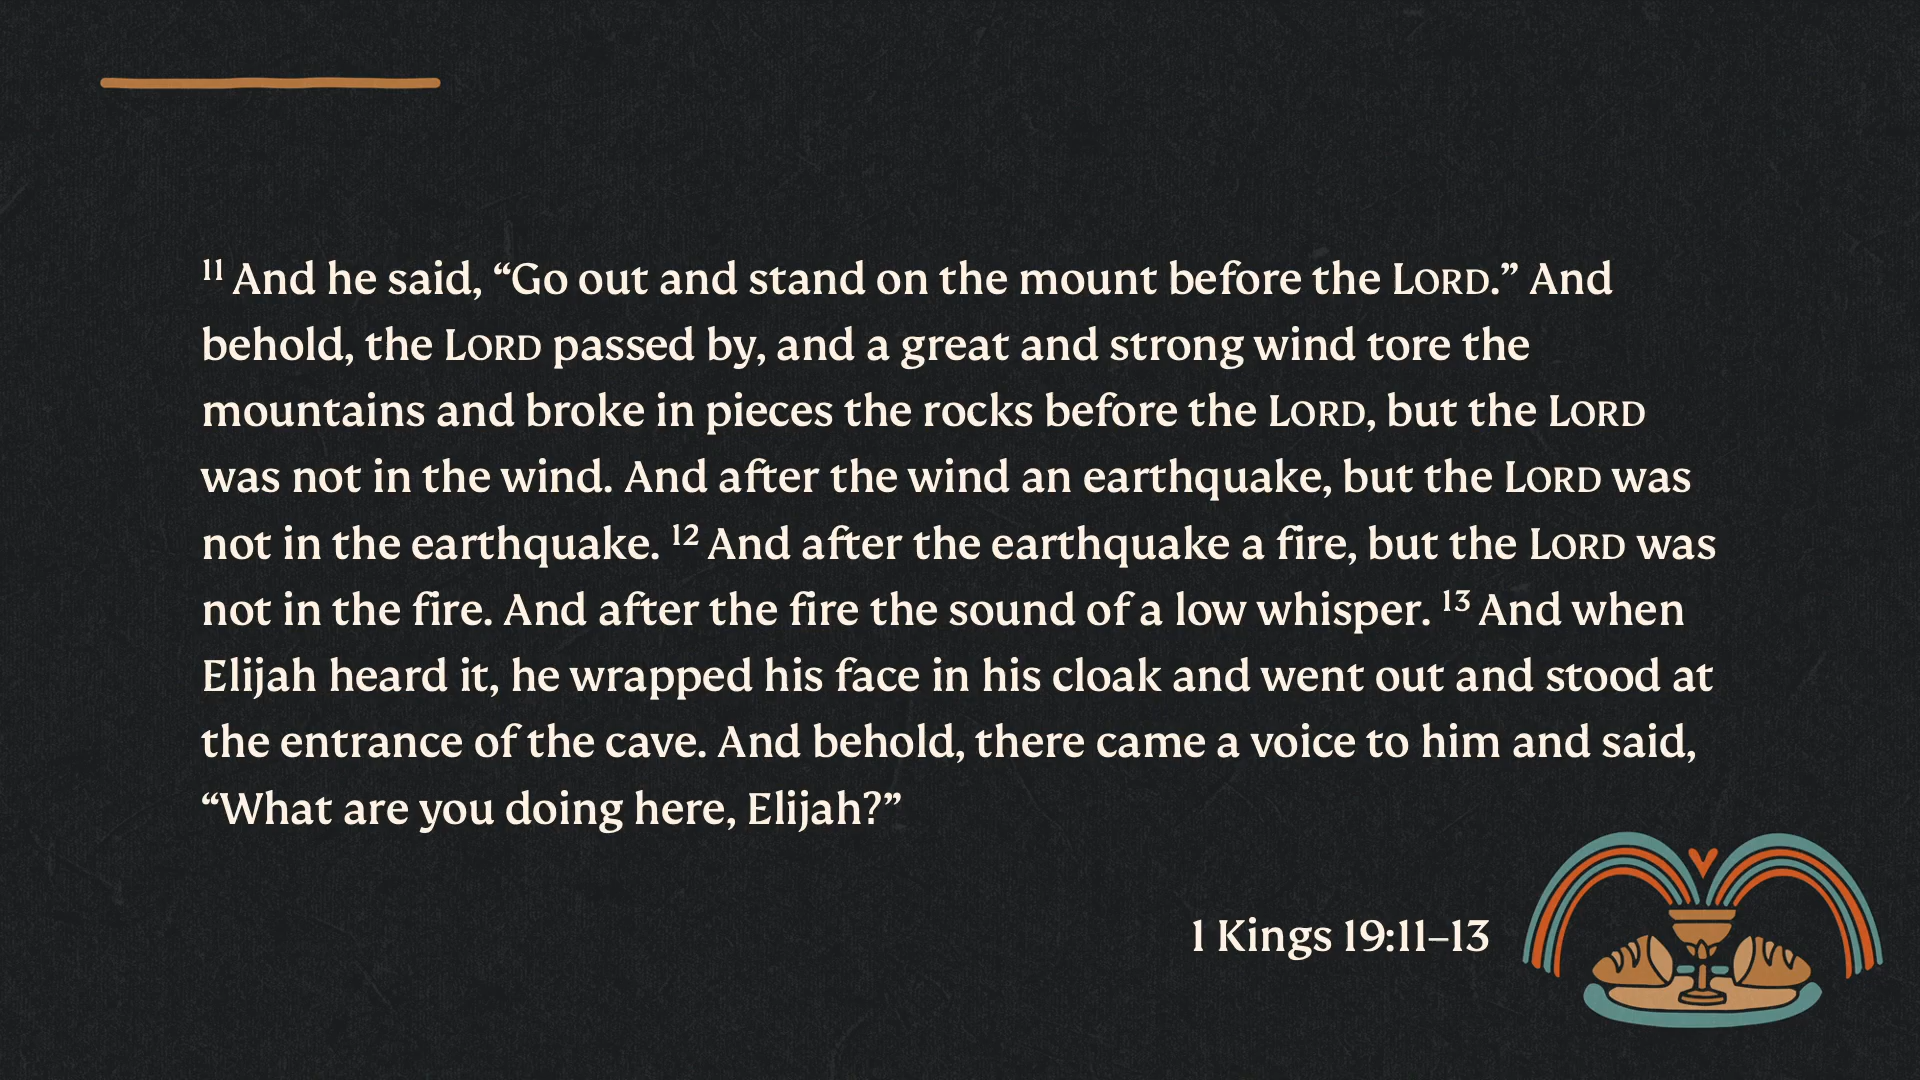 ¹¹ And he said, “Go out and stand on the mount before the LORD.” And
behold, the LORD passed by, and a great and strong wind tore the
mountains and broke in pieces the rocks before the LORD, but the LORD
was not in the wind. And after the wind an earthquake, but the LORD was
not in the earthquake. ¹² And after the earthquake a fire, but the LORD was
not in the fire. And after the fire the sound of a low whisper. ¹³ And when
Elijah heard it, he wrapped his face in his cloak and went out and stood at
the entrance of the cave. And behold, there came a voice to him and said,
“What are you doing here, Elijah?”
1 Kings 19:11–13